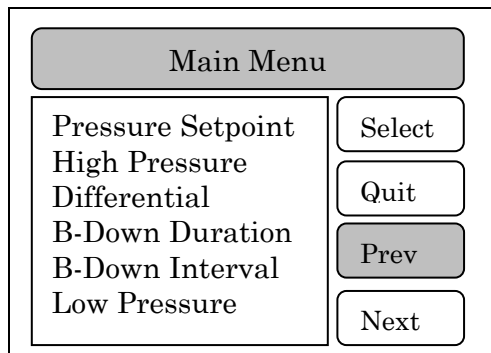 Main Menu
Pressure Setpoint
High Pressure
Differential
B-Down Duration
B-Down Interval
Low Pressure
Select
Quit
Prev
Next